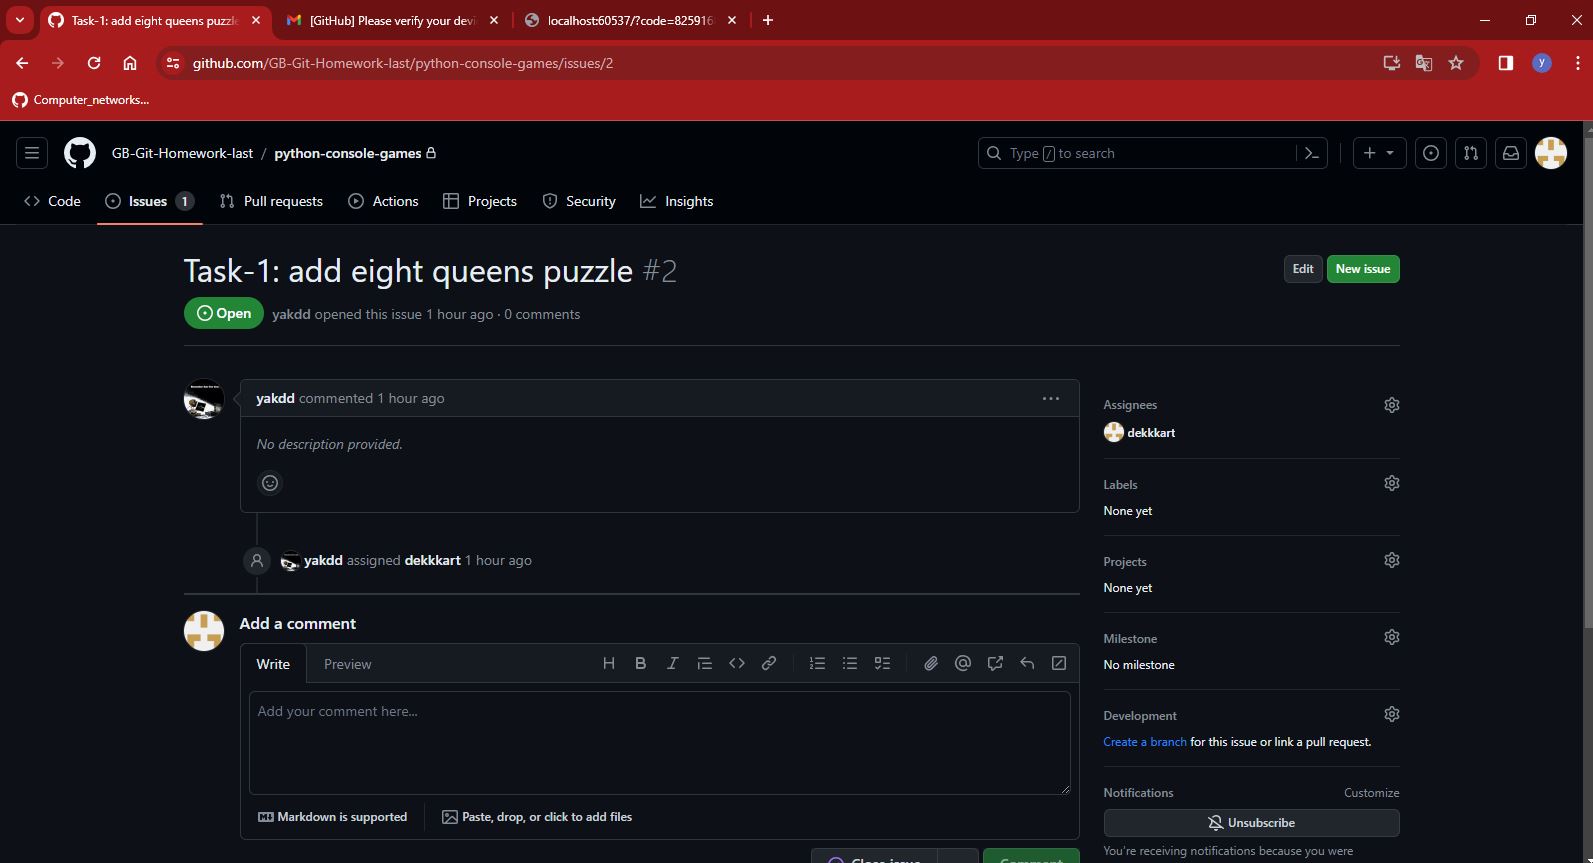 Task-1: add eight queens puzzle
[GitHub] Please verify your devi
localhost:60537/?code=825916
github.com/GB-Git-Homework-last/python-console-games/issues/2
y
Computer_networks...
GB-Git-Homework-last / python-console-games
Type / to search
Code
Issues 1
Pull requests
Actions
Projects
Security
Insights
Task-1: add eight queens puzzle #2
Edit
New issue
Open
yakdd opened this issue 1 hour ago · 0 comments
yakdd commented 1 hour ago
No description provided.
yakdd assigned dekkkart 1 hour ago
Add a comment
Write
Preview
Add your comment here...
Markdown is supported
Paste, drop, or click to add files
Close issue
Comment
Assignees
dekkkart
Labels
None yet
Projects
None yet
Milestone
No milestone
Development
Create a branch for this issue or link a pull request.
Notifications
Customize
Unsubscribe
You're receiving notifications because you were